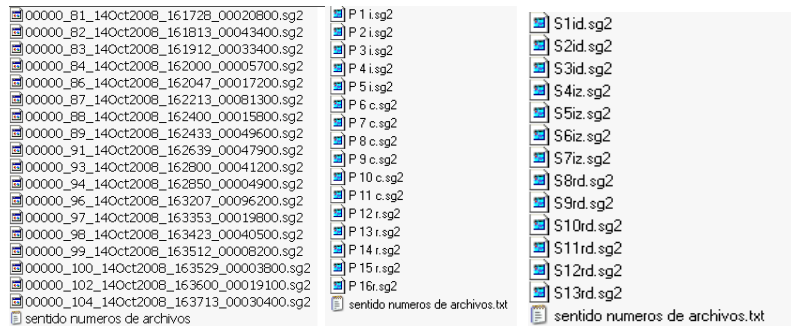 00000_81_14Oct2008_161728_00020800.sg2
00000_82_14Oct2008_161813_00043400.sg2
00000_83_14Oct2008_161912_00033400.sg2
00000_84_14Oct2008_162000_00005700.sg2
00000_86_14Oct2008_162047_00017200.sg2
00000_87_14Oct2008_162213_00081300.sg2
00000_88_14Oct2008_162400_00015800.sg2
00000_89_14Oct2008_162433_00049600.sg2
00000_91_14Oct2008_162639_00047900.sg2
00000_93_14Oct2008_162800_00041200.sg2
00000_94_14Oct2008_162850_00004900.sg2
00000_96_14Oct2008_163207_00096200.sg2
00000_97_14Oct2008_163353_00019800.sg2
00000_98_14Oct2008_163423_00040500.sg2
00000_99_14Oct2008_163512_00008200.sg2
00000_100_14Oct2008_163529_00003800.sg2
00000_102_14Oct2008_163600_00019100.sg2
00000_104_14Oct2008_163713_00030400.sg2
sentido numeros de archivos
P 1 i.sg2
P 2 i.sg2
P 3 i.sg2
P 4 i.sg2
P 5 i.sg2
P 6 c.sg2
P 7 c.sg2
P 8 c.sg2
P 9 c.sg2
P 10 c.sg2
P 11 c.sg2
P 12 r.sg2
P 13 r.sg2
P 14 r.sg2
P 15 r.sg2
P 16r.sg2
sentido numeros de archivos.txt
S1id.sg2
S2id.sg2
S3id.sg2
S4iz.sg2
S5iz.sg2
S6iz.sg2
S7iz.sg2
S8rd.sg2
S9rd.sg2
S10rd.sg2
S11rd.sg2
S12rd.sg2
S13rd.sg2
sentido numeros de archivos.txt